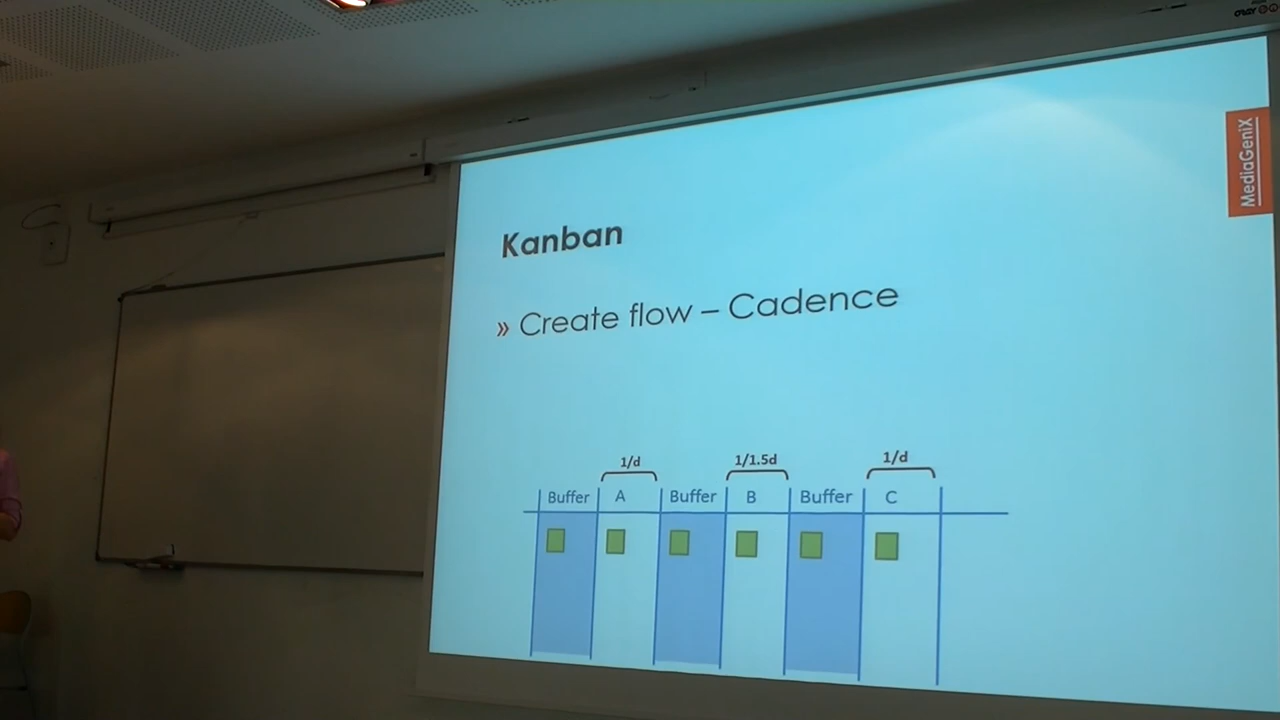 MediaGeniX
Kanban
» Create flow – Cadence
1/d 1/1.5d 1/d
Buffer A Buffer B Buffer C